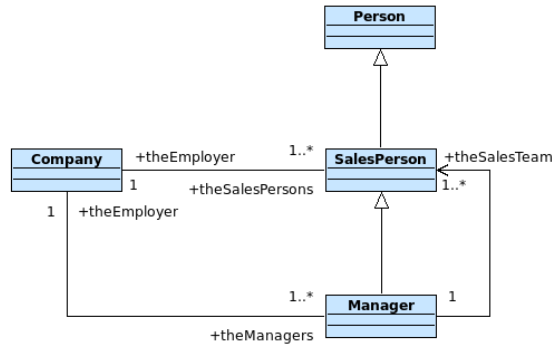 Person
Company
+theEmployer
1..*
SalesPerson
+theSalesTeam
1
+theSalesPersons
1..*
1
+theEmployer
1..*
Manager
1
+theManagers